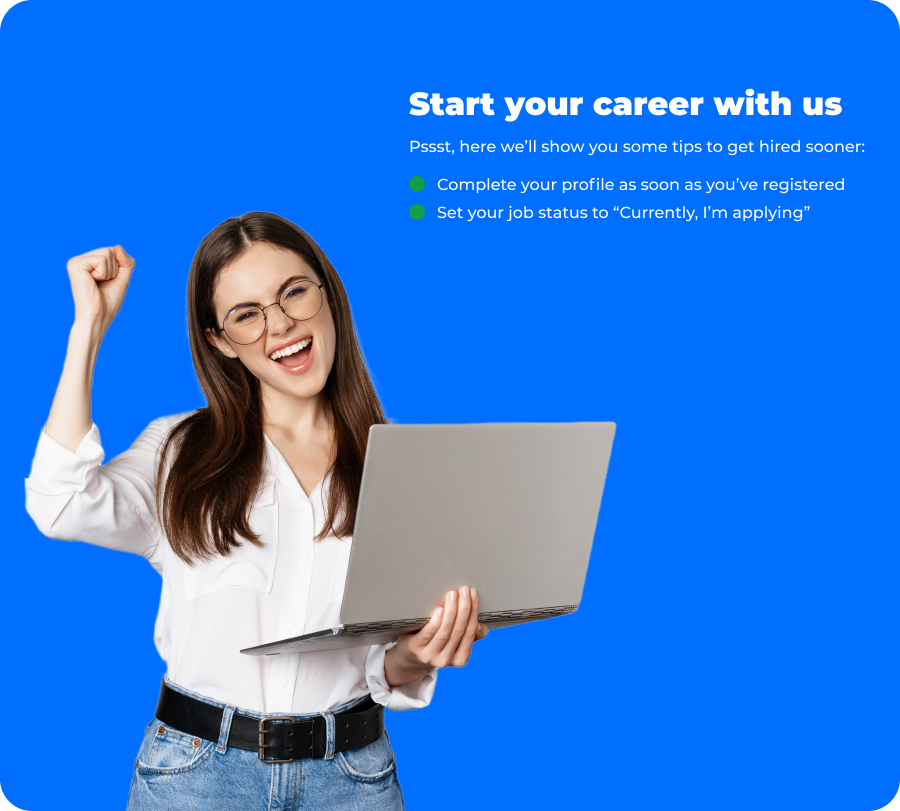 Start your career with us
Pssst, here we’ll show you some tips to get hired sooner:
Complete your profile as soon as you’ve registered
Set your job status to “Currently, I’m applying”